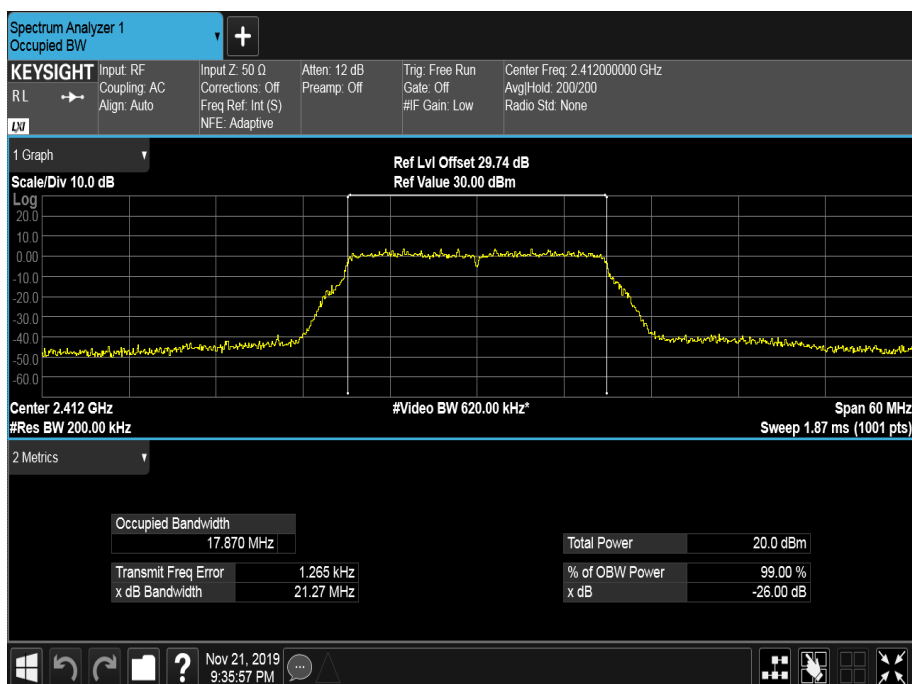 Spectrum Analyzer 1
Occupied BW
+
KEYSIGHT
R L
LXI
Input: RF
Coupling: AC
Align: Auto
Input Z: 50 Ω
Corrections: Off
Freq Ref: Int (S)
NFE: Adaptive
Atten: 12 dB
Preamp: Off
Trig: Free Run
Gate: Off
#IF Gain: Low
Center Freq: 2.412000000 GHz
Avg|Hold: 200/200
Radio Std: None
1 Graph
Scale/Div 10.0 dB
Ref Lvl Offset 29.74 dB
Ref Value 30.00 dBm
Log
20.0
10.0
0.00
-10.0
-20.0
-30.0
-40.0
-50.0
-60.0
Center 2.412 GHz
#Video BW 620.00 kHz*
Span 60 MHz
#Res BW 200.00 kHz
Sweep 1.87 ms (1001 pts)
2 Metrics
Occupied Bandwidth
17.870 MHz
Total Power 20.0 dBm
Transmit Freq Error 1.265 kHz
% of OBW Power 99.00 %
x dB Bandwidth 21.27 MHz
x dB -26.00 dB
?
Nov 21, 2019
9:35:57 PM